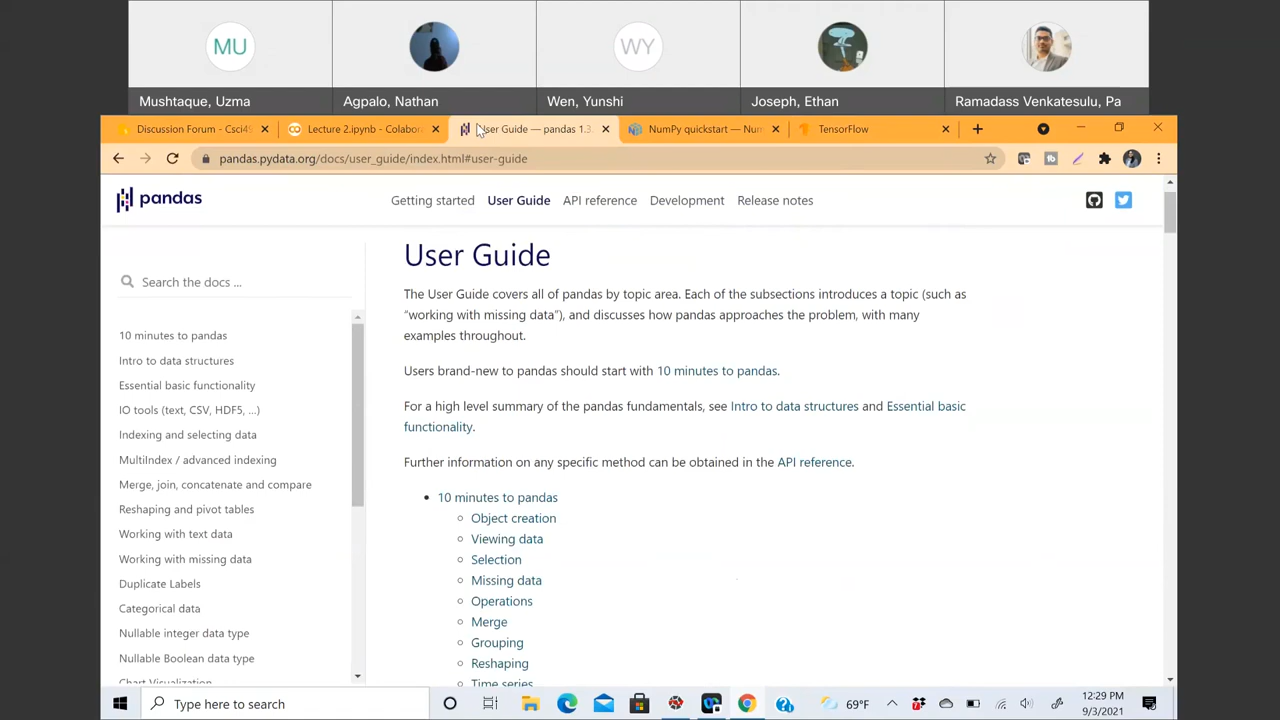 MU
WY
Mushtaque, Uzma
Agpalo, Nathan
Wen, Yunshi
Joseph, Ethan
Ramadass Venkatesulu, Pa
Discussion Forum - Csci49
Lecture 2.ipynb - Colabora
User Guide — pandas 1.3.
NumPy quickstart — Num
TensorFlow
pandas.pydata.org/docs/user_guide/index.html#user-guide
pandas
Getting started
User Guide
API reference
Development
Release notes
Search the docs ...
10 minutes to pandas
Intro to data structures
Essential basic functionality
IO tools (text, CSV, HDF5, …)
Indexing and selecting data
MultiIndex / advanced indexing
Merge, join, concatenate and compare
Reshaping and pivot tables
Working with text data
Working with missing data
Duplicate Labels
Categorical data
Nullable integer data type
Nullable Boolean data type
Chart Visualization
User Guide
The User Guide covers all of pandas by topic area. Each of the subsections introduces a topic (such as
“working with missing data”), and discusses how pandas approaches the problem, with many
examples throughout.
Users brand-new to pandas should start with 10 minutes to pandas.
For a high level summary of the pandas fundamentals, see Intro to data structures and Essential basic
functionality.
Further information on any specific method can be obtained in the API reference.
10 minutes to pandas
Object creation
Viewing data
Selection
Missing data
Operations
Merge
Grouping
Reshaping
Time series
Type here to search
69°F
12:29 PM
9/3/2021